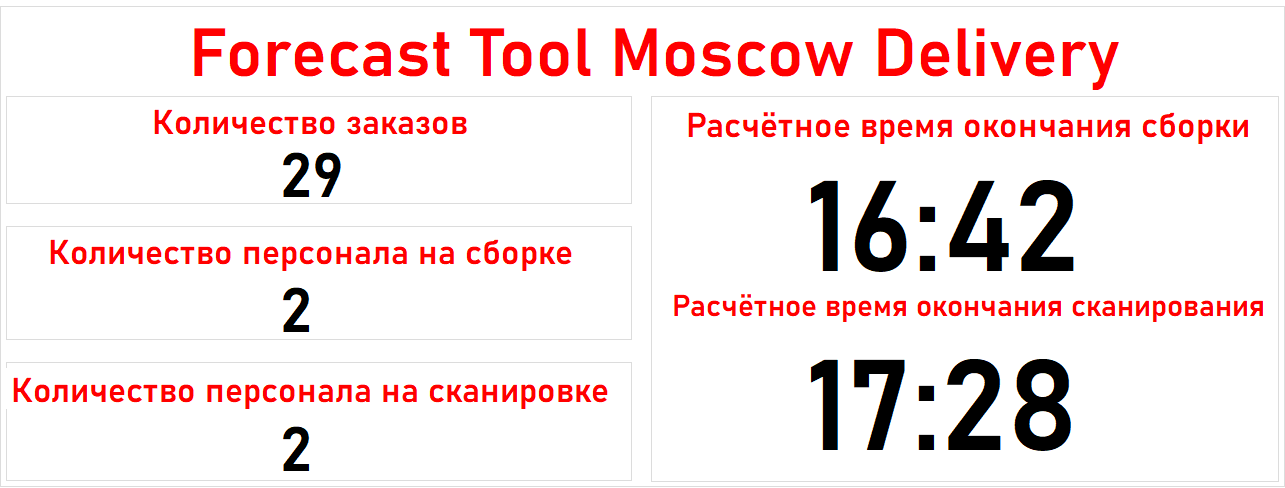 Forecast Tool Moscow Delivery
Количество заказов
29
Количество персонала на сборке
2
Количество персонала на сканировке
2
Расчётное время окончания сборки
16:42
Расчётное время окончания сканирования
17:28